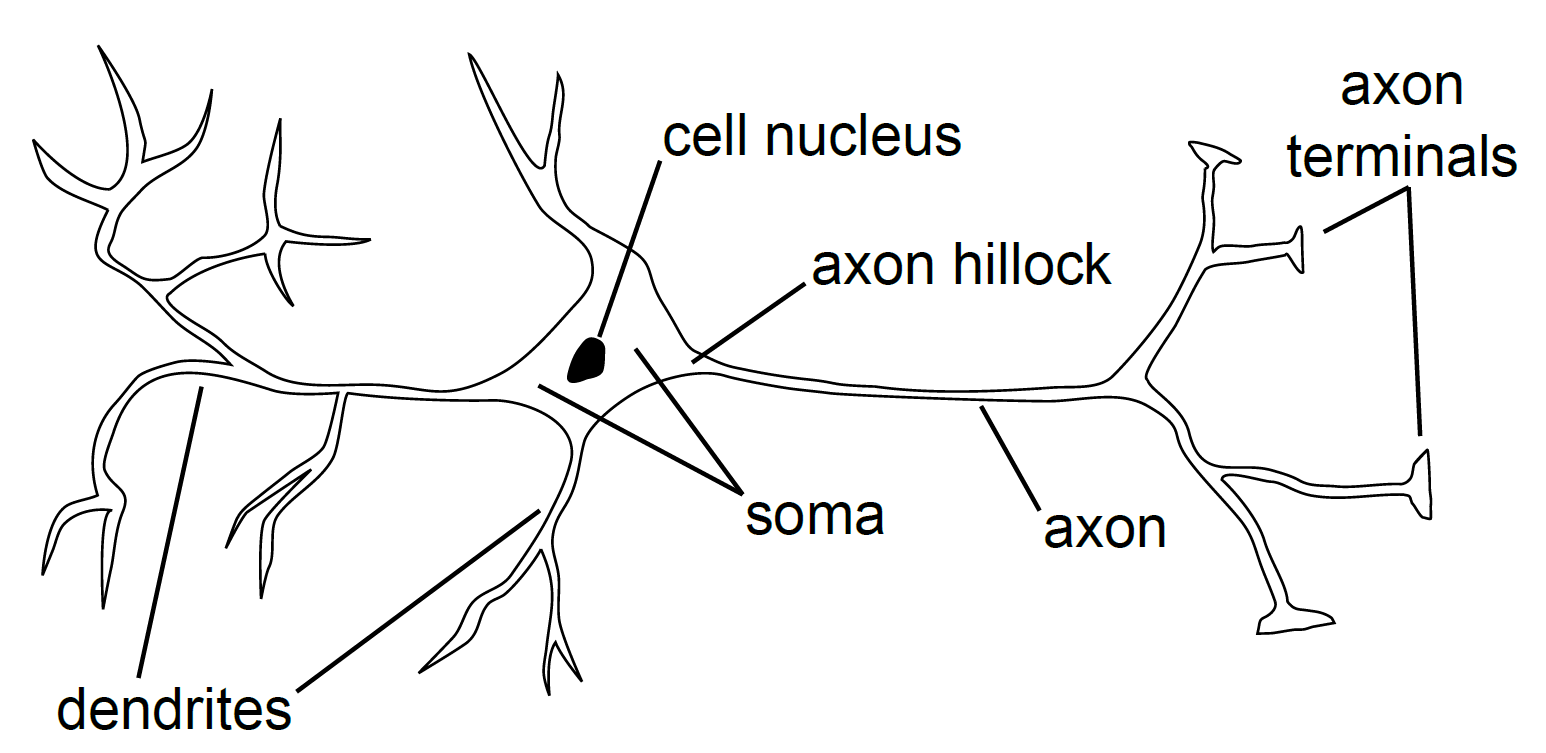 axon
terminals
cell nucleus
axon hillock
soma
axon
dendrites